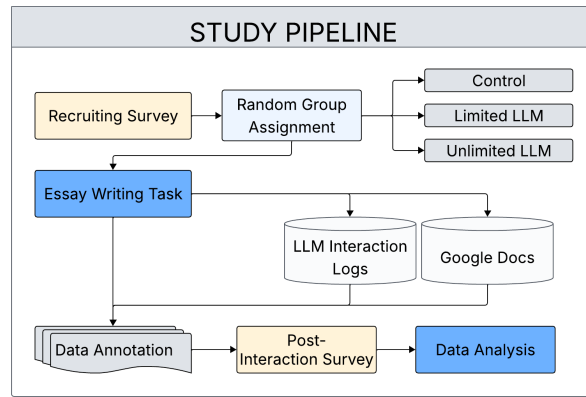 STUDY PIPELINE
Recruiting Survey
Random Group
Assignment
Control
Limited LLM
Unlimited LLM
Essay Writing Task
LLM Interaction
Logs
Google Docs
Data Annotation
Post-
Interaction Survey
Data Analysis